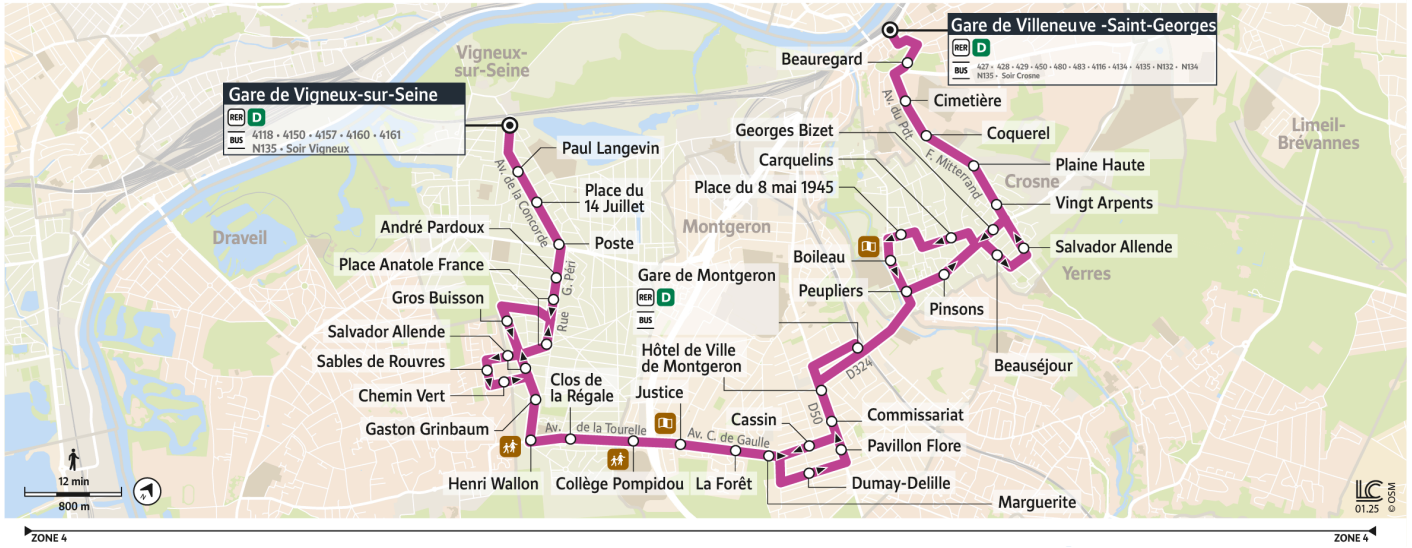 Gare de Villeneuve -Saint-Georges
RER D
BUS 427 • 428 • 429 • 450 • 480 • 483 • 4116 • 4134 • 4135 • N132 • N134
N135 • Soir Crosne
Vigneux-
sur-Seine
Beauregard
Gare de Vigneux-sur-Seine
RER D
BUS 4118 • 4150 • 4157 • 4160 • 4161
N135 • Soir Vigneux
Cimetière
Av. du Pdt
F. Mitterrand
Georges Bizet
Coquerel
Limeil-
Brévannes
Paul Langevin
Carquelins
Plaine Haute
Crosne
Av. de la Concorde
Place du
14 Juillet
Place du 8 mai 1945
Vingt Arpents
André Pardoux
Montgeron
Draveil
Poste
Salvador Allende
Boileau
Place Anatole France
Gare de Montgeron
RER D
BUS
Yerres
Rue G. Péri
Peupliers
Gros Buisson
Pinsons
Salvador Allende
Hôtel de Ville
de Montgeron
D324
Beauséjour
Sables de Rouvres
Clos de
la Régale
Justice
Chemin Vert
D50
Commissariat
Cassin
Gaston Grinbaum
Av. de la Tourelle
Av. C. de Gaulle
Pavillon Flore
Henri Wallon
Collège Pompidou
La Forêt
Dumay-Delille
Marguerite
12 min
800 m
N
LC
01.25
© OSM
ZONE 4
ZONE 4